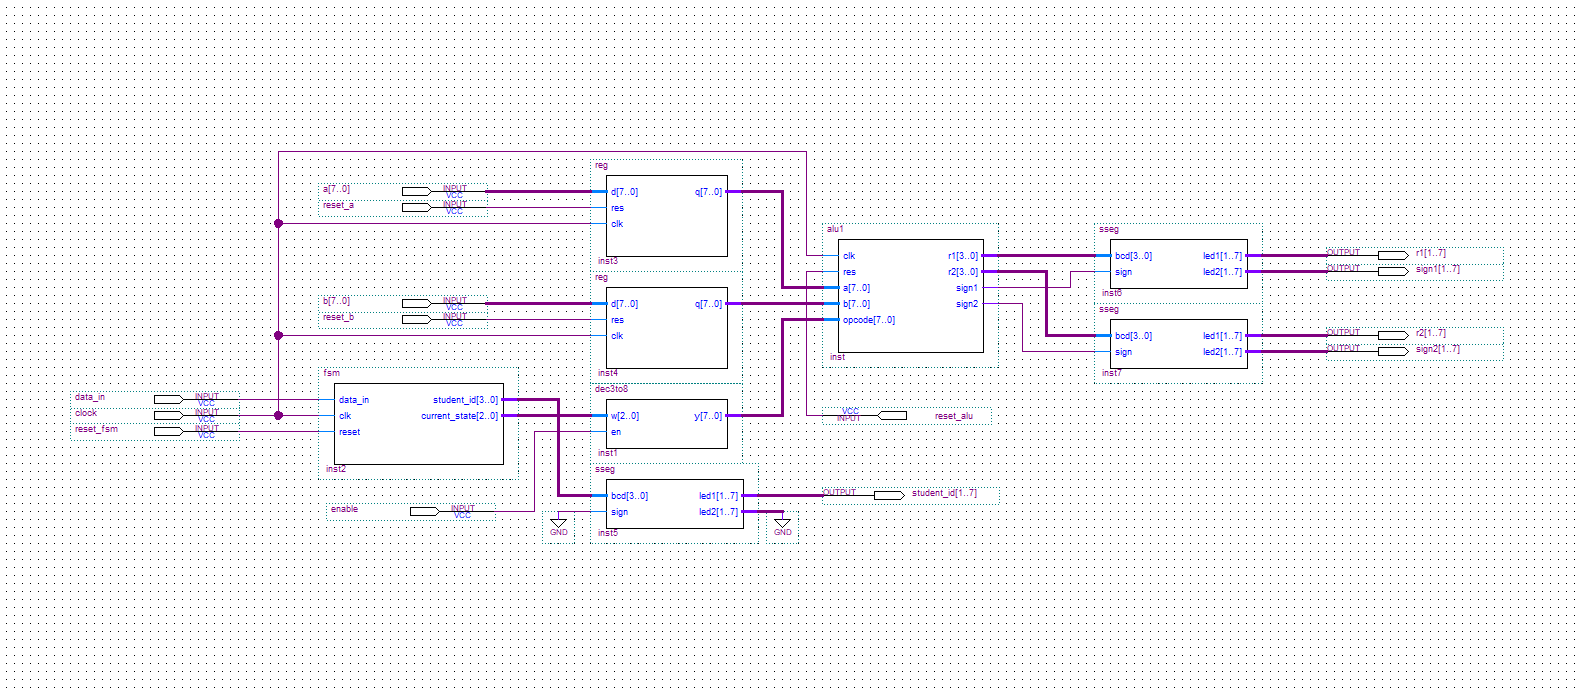 reg
a[7..0] INPUT VCC d[7..0] q[7..0]
reset_a INPUT VCC res
clk
inst3
reg
b[7..0] INPUT VCC d[7..0] q[7..0]
reset_b INPUT VCC res
clk
inst4
alu1
clk r1[3..0]
res r2[3..0]
a[7..0] sign1
b[7..0] sign2
opcode[7..0]
inst
sseg
bcd[3..0] led1[1..7] OUTPUT r1[1..7]
sign led2[1..7] OUTPUT sign1[1..7]
inst6
sseg
bcd[3..0] led1[1..7] OUTPUT r2[1..7]
sign led2[1..7] OUTPUT sign2[1..7]
inst7
fsm
data_in INPUT VCC data_in student_id[3..0]
clock INPUT VCC clk current_state[2..0]
reset_fsm INPUT VCC reset
inst2
dec3to8
w[2..0] y[7..0]
en
inst1
VCC INPUT reset_alu
sseg
bcd[3..0] led1[1..7] OUTPUT student_id[1..7]
sign led2[1..7]
inst5
enable INPUT VCC
GND
GND